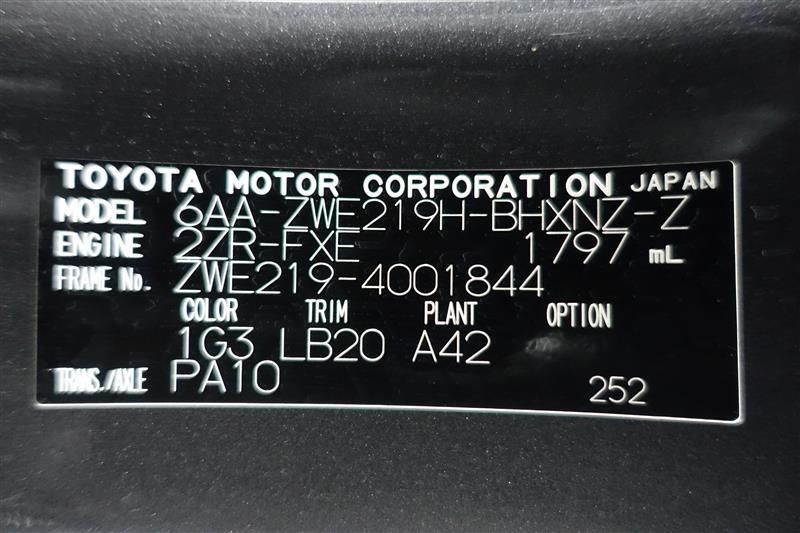 TOYOTA MOTOR CORPORATION JAPAN
MODEL 6AA-ZWE219H-BHXNZ-Z
ENGINE 2ZR-FXE 1797 mL
FRAME No. ZWE219-4001844
COLOR TRIM PLANT OPTION
1G3 LB20 A42
TRANS./AXLE PA10 252